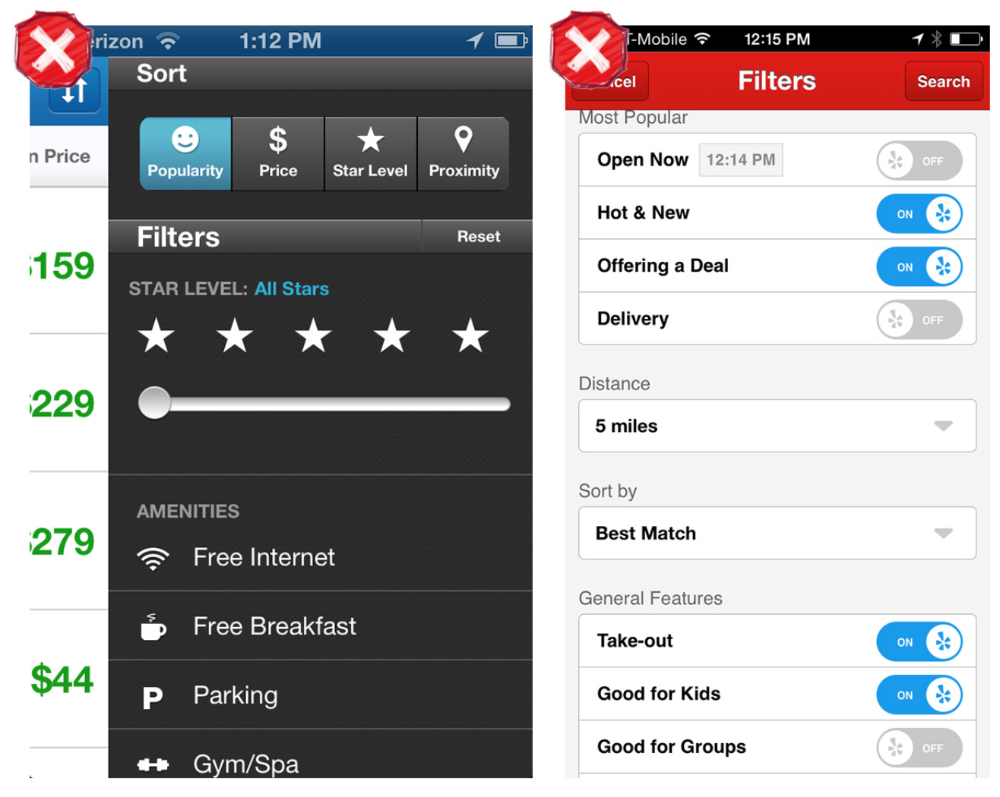 rizon 1:12 PM
Sort
Popularity Price Star Level Proximity
n Price
Filters Reset
STAR LEVEL: All Stars
159
229
AMENITIES
279
Free Internet
Free Breakfast
$44
P Parking
Gym/Spa
T-Mobile 12:15 PM
cel Filters Search
Most Popular
Open Now 12:14 PM OFF
Hot & New ON
Offering a Deal ON
Delivery OFF
Distance
5 miles
Sort by
Best Match
General Features
Take-out ON
Good for Kids ON
Good for Groups OFF